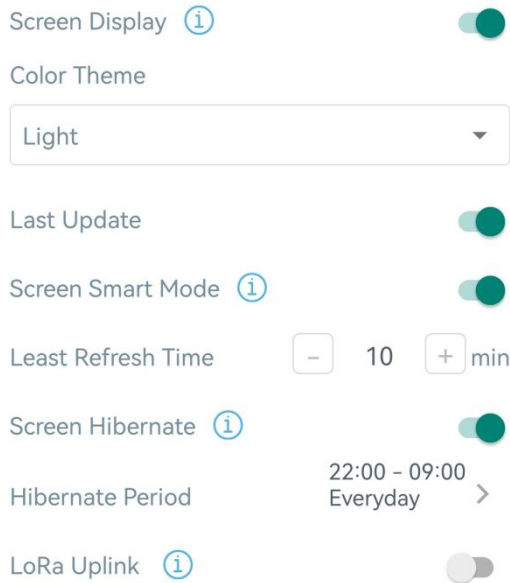 Screen Display
Color Theme
Light
Last Update
Screen Smart Mode
Least Refresh Time - 10 + min
Screen Hibernate
Hibernate Period 22:00 - 09:00
Everyday
LoRa Uplink